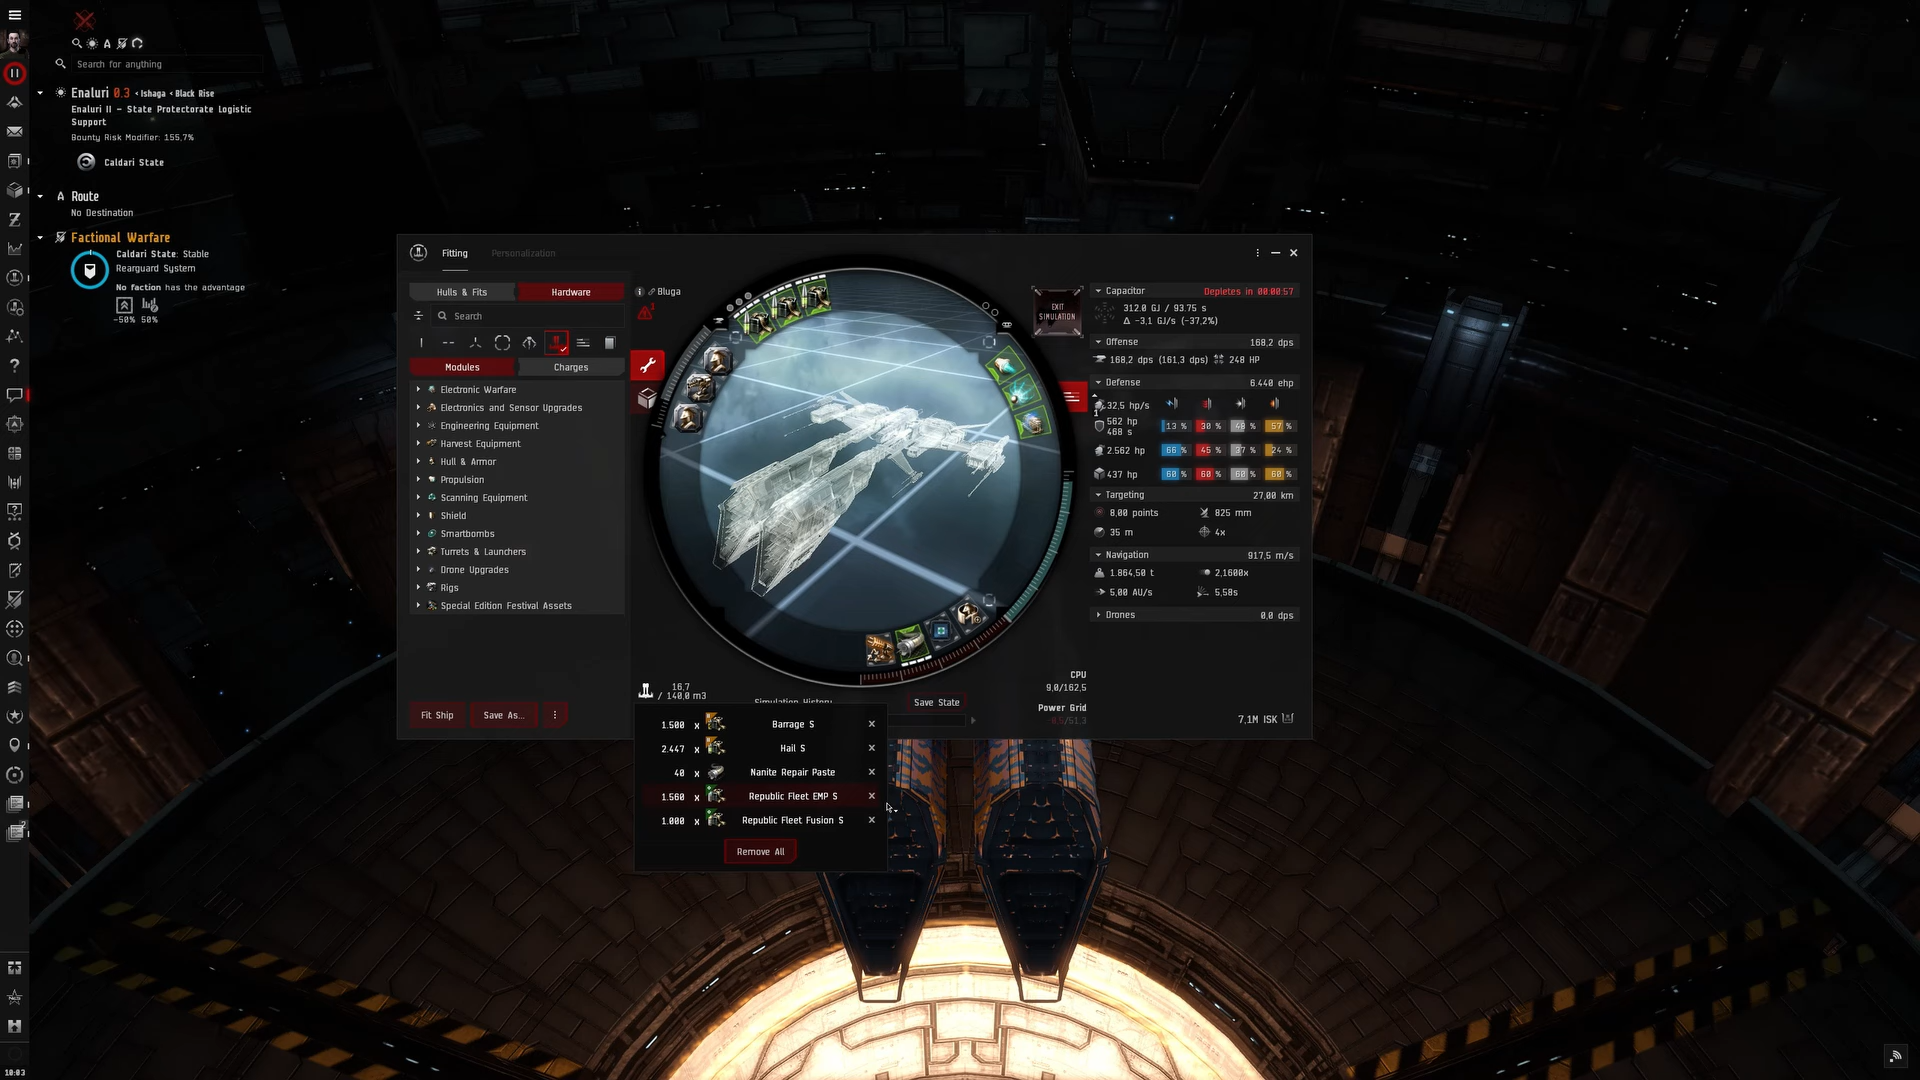 Search for anything
Enaluri 0.3 < Ishaga < Black Rise
Enaluri II - State Protectorate Logistic
Support
Bounty Risk Modifier: 155,7%
Caldari State
A Route
No Destination
Factional Warfare
Caldari State: Stable
Rearguard System
No faction has the advantage
-50% 50%
Fitting
Personalization
Hulls & Fits
Hardware
Search
Modules
Charges
Electronic Warfare
Electronics and Sensor Upgrades
Engineering Equipment
Harvest Equipment
Hull & Armor
Propulsion
Scanning Equipment
Shield
Smartbombs
Turrets & Launchers
Drone Upgrades
Rigs
Special Edition Festival Assets
Fit Ship
Save As...
Bluga
EXIT
SIMULATION
Capacitor Depletes in 00:00:57
312.0 GJ / 93.75 s
Δ -3,1 GJ/s (-37,2%)
Offense 168,2 dps
168,2 dps (161,3 dps) 248 HP
Defense 6.440 ehp
32,5 hp/s
562 hp
468 s
13 % 30 % 48 % 57 %
2.562 hp 66 % 45 % 37 % 24 %
437 hp 60 % 60 % 60 % 60 %
Targeting 27,00 km
8,00 points 825 mm
35 m 4x
Navigation 917,5 m/s
1.864,50 t 2,1600x
5,00 AU/s 5,58s
Drones 0,0 dps
16,7
/ 140,0 m3
Simulation History
Save State
CPU
9,0/162,5
Power Grid
7,1M ISK
1.500 x Barrage S
2.447 x Hail S
40 x Nanite Repair Paste
1.560 x Republic Fleet EMP S
1.000 x Republic Fleet Fusion S
Remove All
10:03